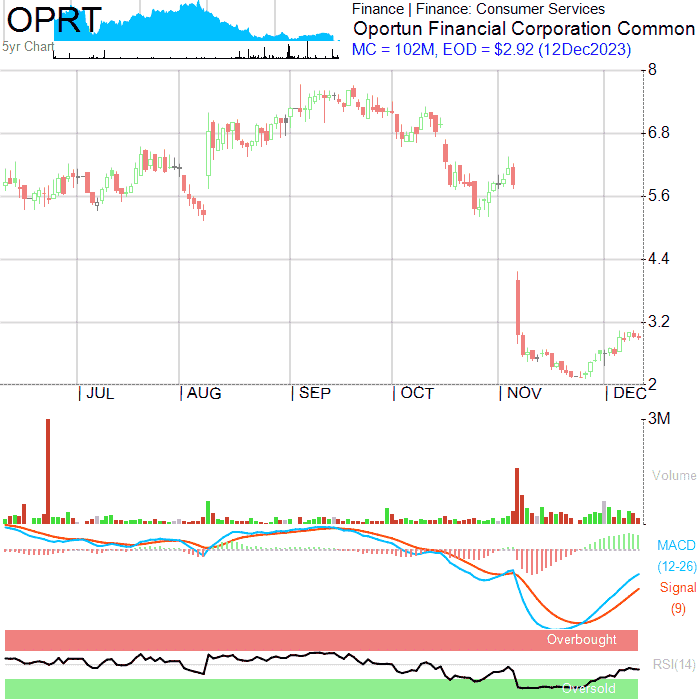 OPRT
5yr Chart
Finance | Finance: Consumer Services
Oportun Financial Corporation Common
MC = 102M, EOD = $2.92 (12Dec2023)
8
6.8
5.6
4.4
3.2
2
| JUL | AUG | SEP | OCT | NOV | DEC
3M
Volume
MACD
(12-26)
Signal
(9)
Overbought
RSI(14)
Oversold